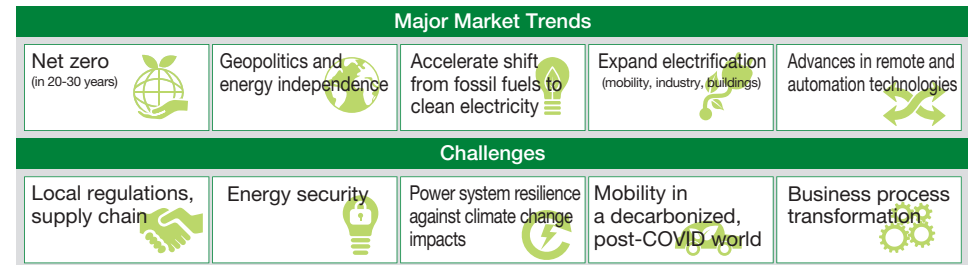 Major Market Trends
Net zero
(in 20-30 years)
Geopolitics and
energy independence
Accelerate shift
from fossil fuels to
clean electricity
Expand electrification
(mobility, industry, buildings)
Advances in remote and
automation technologies
Challenges
Local regulations,
supply chain
Energy security
Power system resilience
against climate change
impacts
Mobility in
a decarbonized,
post-COVID world
Business process
transformation